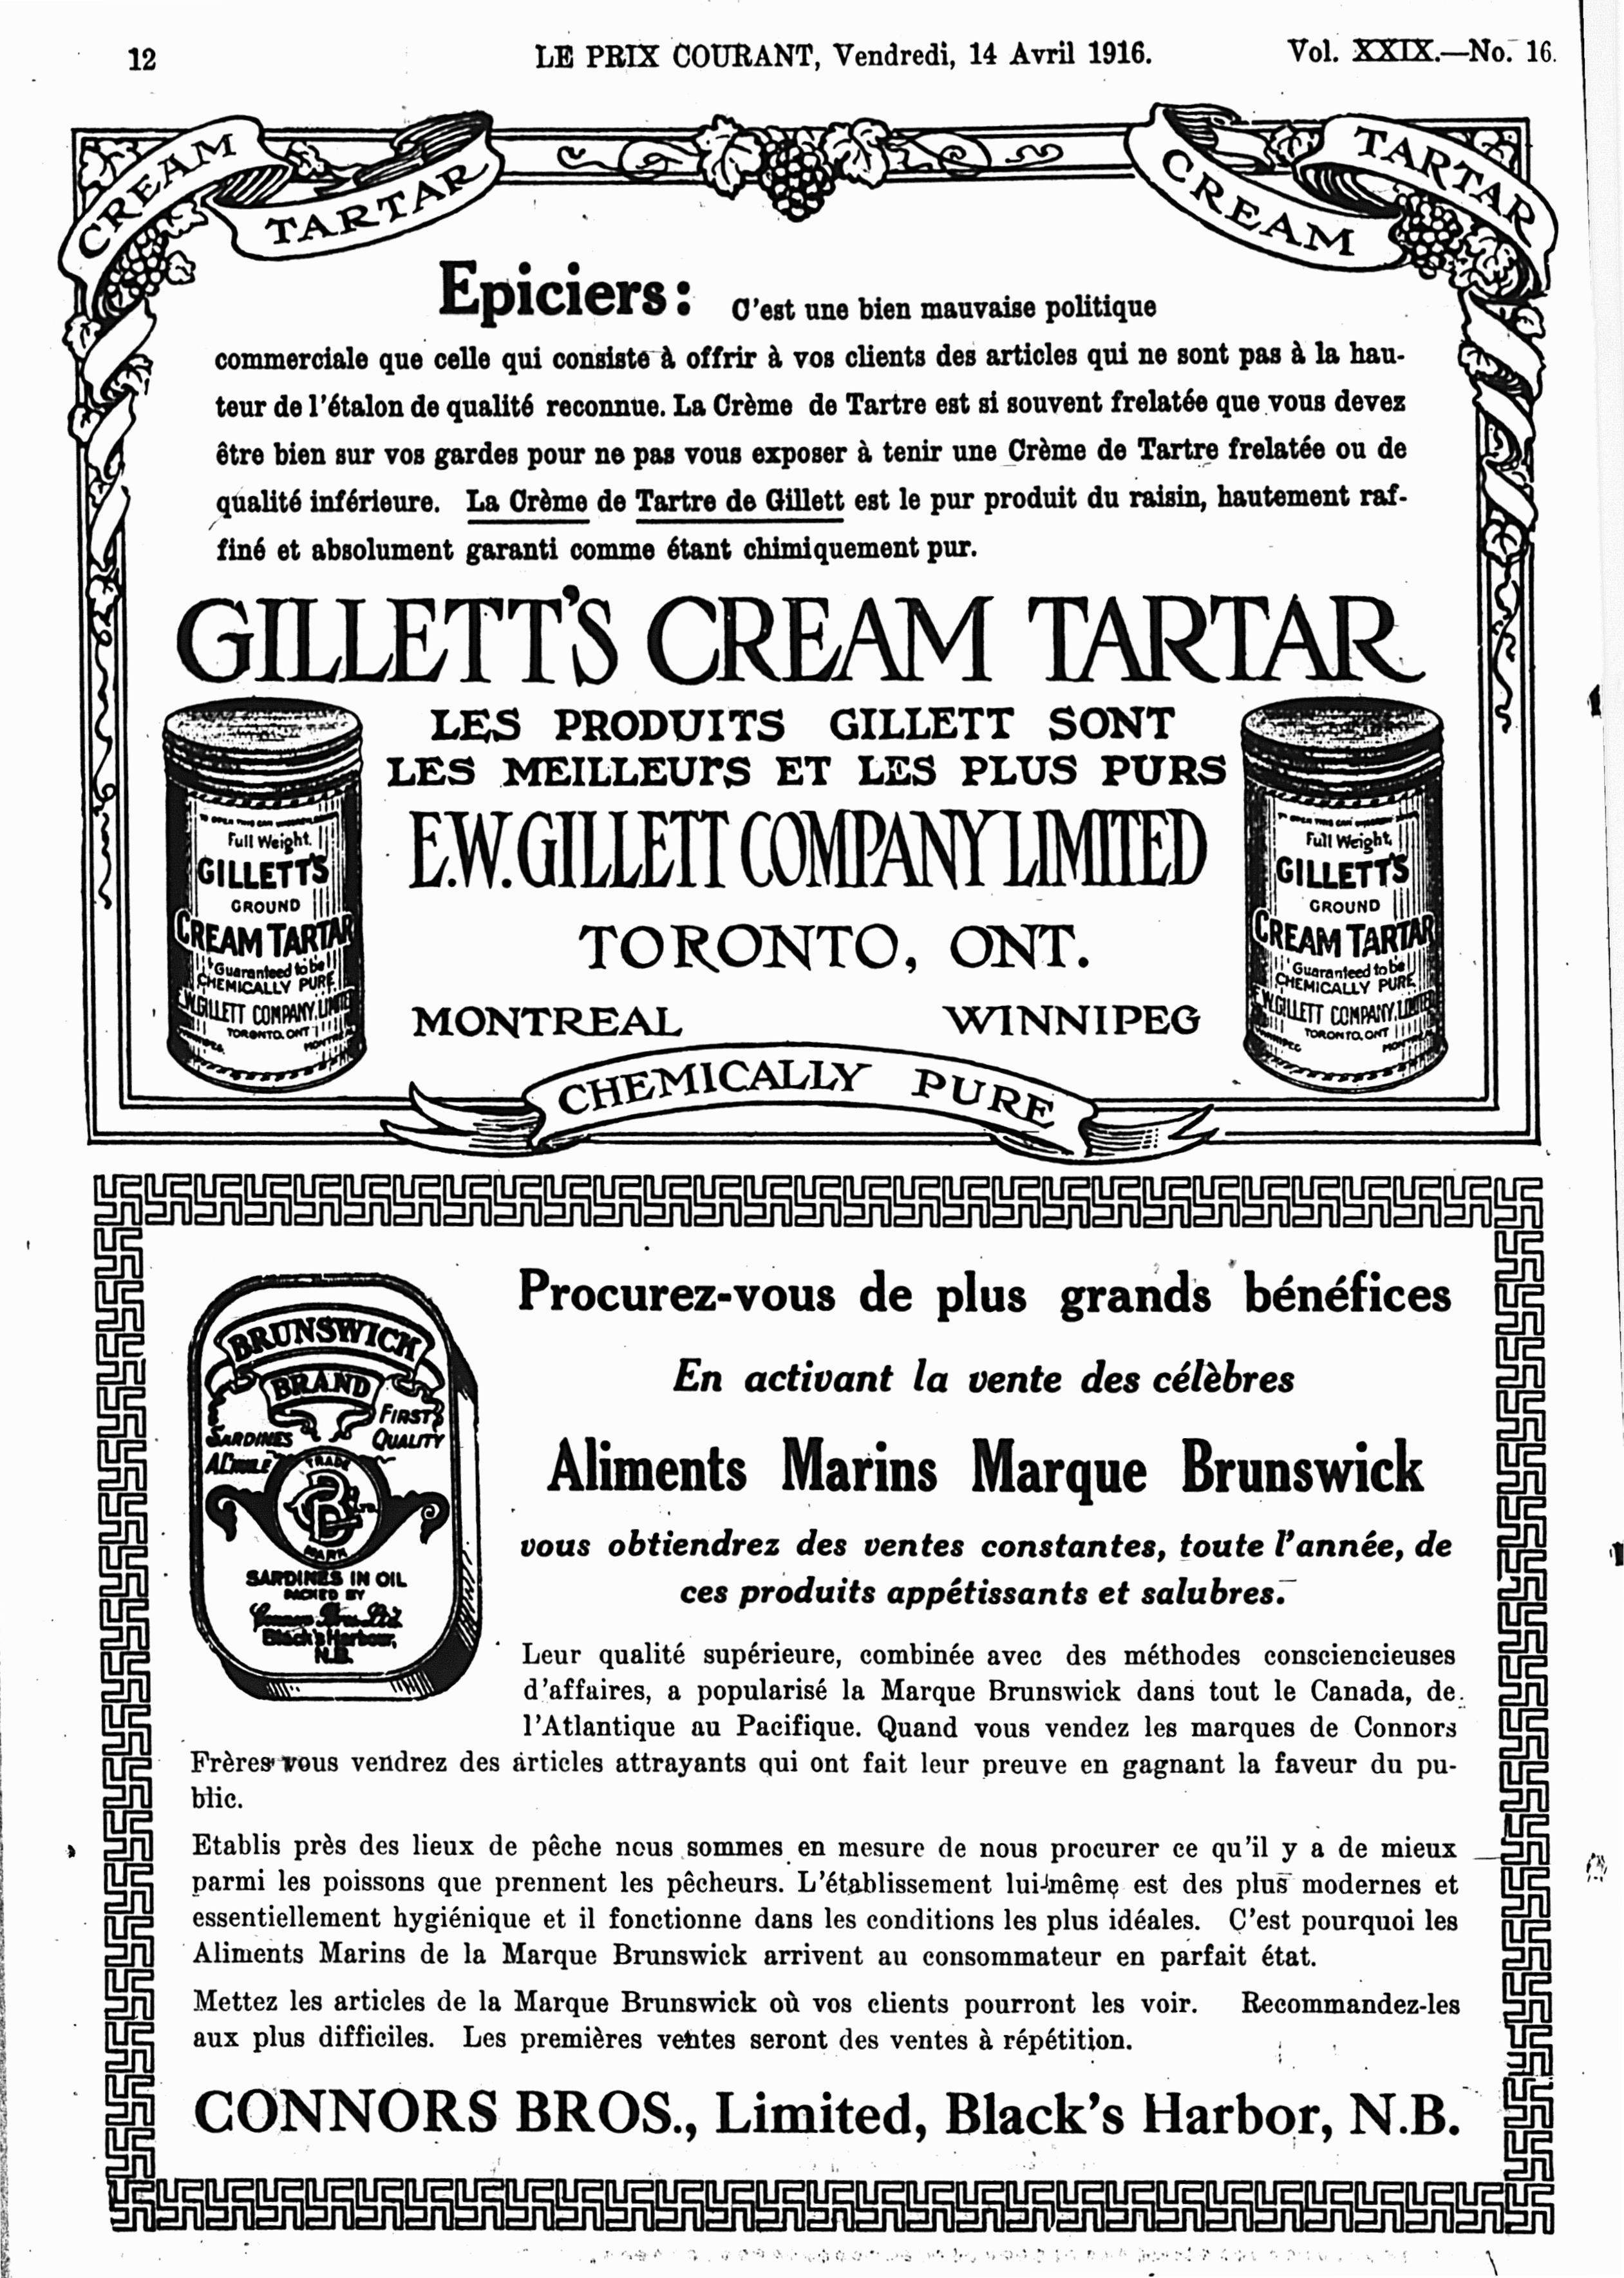 12
LE PRIX COURANT, Vendredi, 14 Avril 1916.
Vol. XXIX.—No. 16.
CREAM TARTAR
CREAM TARTAR
Epiciers: C'est une bien mauvaise politique
commerciale que celle qui consiste à offrir à vos clients des articles qui ne sont pas à la hau-
teur de l'étalon de qualité reconnue. La Crème de Tartre est si souvent frelatée que vous devez
être bien sur vos gardes pour ne pas vous exposer à tenir une Crème de Tartre frelatée ou de
qualité inférieure. La Crème de Tartre de Gillett est le pur produit du raisin, hautement raf-
finé et absolument garanti comme étant chimiquement pur.
GILLETT'S CREAM TARTAR
LES PRODUITS GILLETT SONT
LES MEILLEUrS ET LES PLUS PURS
E.W. GILLETT COMPANY LIMITED
TORONTO, ONT.
MONTREAL WINNIPEG
CHEMICALLY PURE
Full Weight.
GILLETT'S
GROUND
CREAM TARTAR
Guaranteed to be
CHEMICALLY PURE
E.W. GILLETT COMPANY, LIMITED
TORONTO, ONT
WINNIPEG MONTREAL
Full Weight,
GILLETT'S
GROUND
CREAM TARTAR
Guaranteed to be
CHEMICALLY PURE
E.W. GILLETT COMPANY, LIMITED
TORONTO, ONT
WINNIPEG MONTREAL
BRUNSWICK
BRAND
SARDINES
A L'HUILE
FIRST
QUALITY
TRADE
MARK
SARDINES IN OIL
PACKED BY
Connors Bros. Ltd.
Black's Harbour,
N.B.
Procurez-vous de plus grands bénéfices
En activant la vente des célèbres
Aliments Marins Marque Brunswick
vous obtiendrez des ventes constantes, toute l'année, de
ces produits appétissants et salubres.
Leur qualité supérieure, combinée avec des méthodes consciencieuses
d'affaires, a popularisé la Marque Brunswick dans tout le Canada, de
l'Atlantique au Pacifique. Quand vous vendez les marques de Connors
Frères vous vendrez des articles attrayants qui ont fait leur preuve en gagnant la faveur du pu-
blic.
Etablis près des lieux de pêche nous sommes en mesure de nous procurer ce qu'il y a de mieux
parmi les poissons que prennent les pêcheurs. L'établissement lui-même est des plus modernes et
essentiellement hygiénique et il fonctionne dans les conditions les plus idéales. C'est pourquoi les
Aliments Marins de la Marque Brunswick arrivent au consommateur en parfait état.
Mettez les articles de la Marque Brunswick où vos clients pourront les voir. Recommandez-les
aux plus difficiles. Les premières ventes seront des ventes à répétition.
CONNORS BROS., Limited, Black's Harbor, N.B.